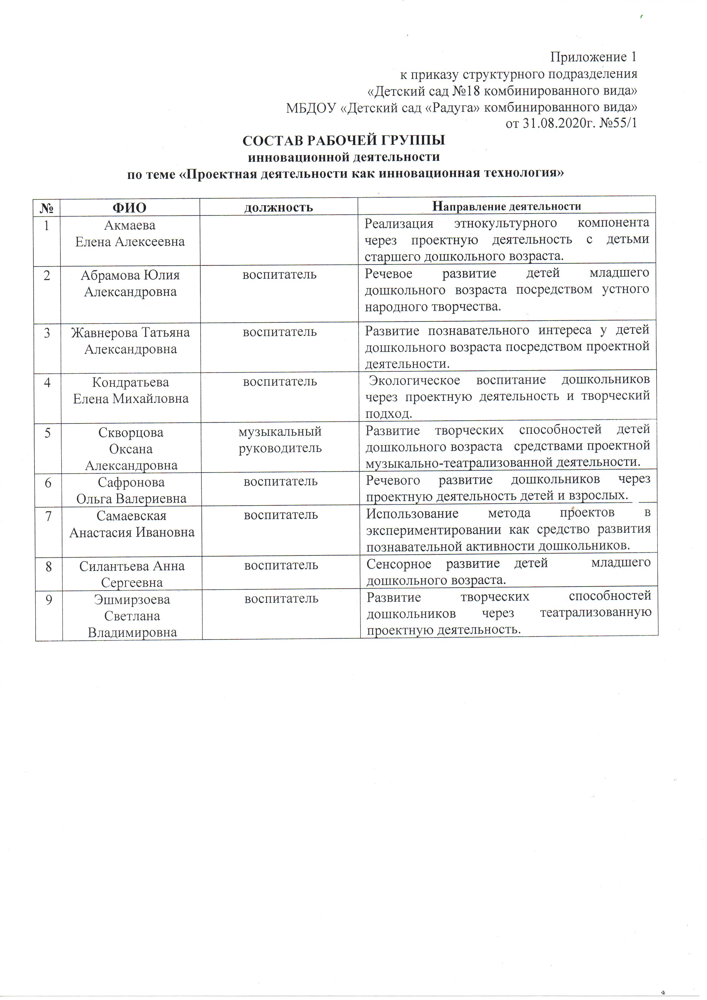 Приложение 1
к приказу структурного подразделения
«Детский сад №18 комбинированного вида»
МБДОУ «Детский сад «Радуга» комбинированного вида»
от 31.08.2020г. №55/1
СОСТАВ РАБОЧЕЙ ГРУППЫ
инновационной деятельности
по теме «Проектная деятельности как инновационная технология»
№ ФИО должность Направление деятельности
1 Акмаева Реализация этнокультурного компонента
Елена Алексеевна через проектную деятельность с детьми
старшего дошкольного возраста.
2 Абрамова Юлия воспитатель Речевое развитие детей младшего
Александровна дошкольного возраста посредством устного
народного творчества.
3 Жавнерова Татьяна воспитатель Развитие познавательного интереса у детей
Александровна дошкольного возраста посредством проектной
деятельности.
4 Кондратьева воспитатель Экологическое воспитание дошкольников
Елена Михайловна через проектную деятельность и творческий
подход.
5 Скворцова музыкальный Развитие творческих способностей детей
Оксана руководитель дошкольного возраста средствами проектной
Александровна музыкально-театрализованной деятельности.
6 Сафронова воспитатель Речевого развитие дошкольников через
Ольга Валериевна проектную деятельность детей и взрослых.
7 Самаевская воспитатель Использование метода проектов в
Анастасия Ивановна экспериментировании как средство развития
познавательной активности дошкольников.
8 Силантьева Анна воспитатель Сенсорное развитие детей младшего
Сергеевна дошкольного возраста.
9 Эшмирзоева воспитатель Развитие творческих способностей
Светлана дошкольников через театрализованную
Владимировна проектную деятельность.